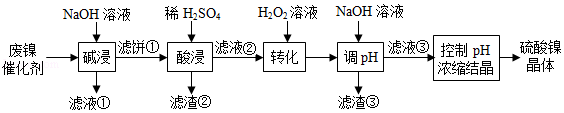 NaOH 溶液 稀 H2SO4 H2O2 溶液 NaOH 溶液
废镍催化剂 碱浸 滤饼① 酸浸 滤液② 转化 调 pH 滤液③ 控制 pH 浓缩结晶 硫酸镍晶体
滤液① 滤渣② 滤渣③